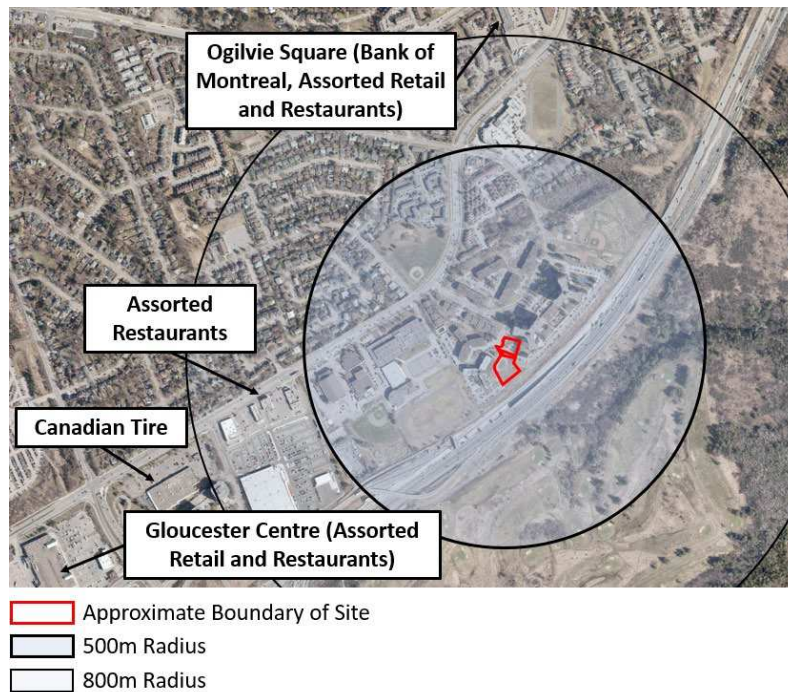 Ogilvie Square (Bank of
Montreal, Assorted Retail
and Restaurants)
Assorted
Restaurants
Canadian Tire
Gloucester Centre (Assorted
Retail and Restaurants)
Approximate Boundary of Site
500m Radius
800m Radius